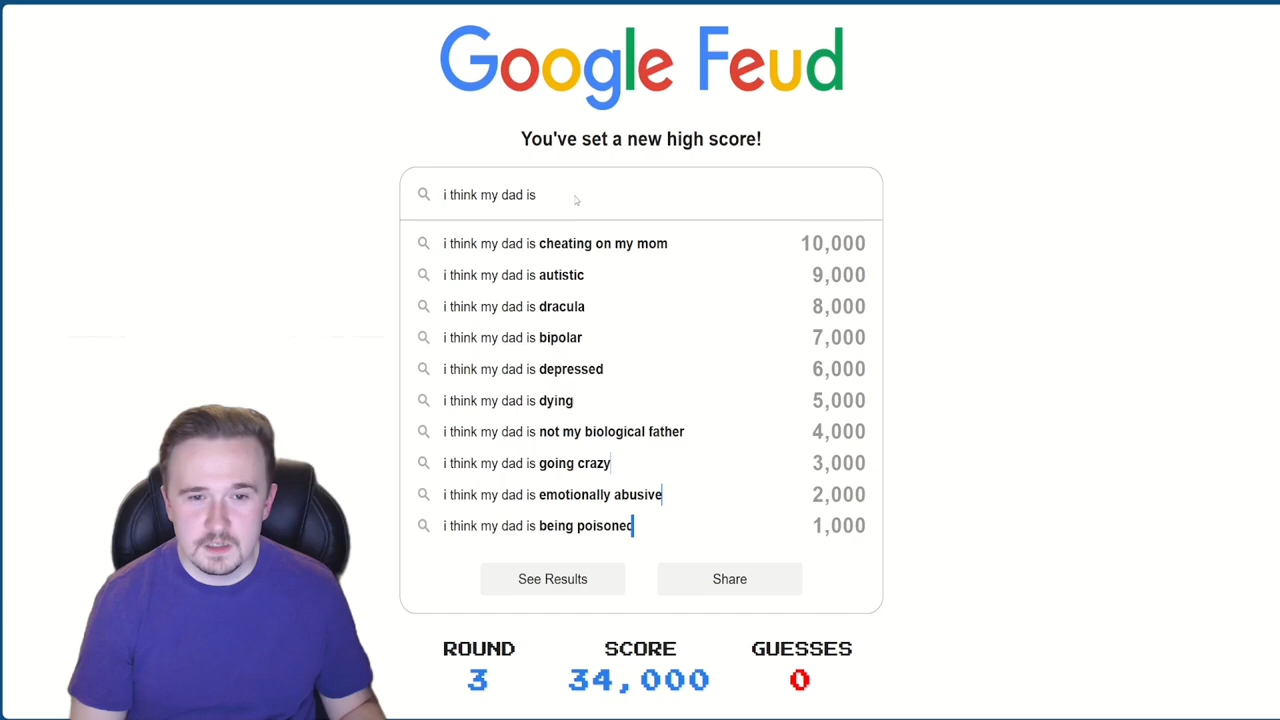 Google Feud
You've set a new high score!
i think my dad is
i think my dad is cheating on my mom 10,000
i think my dad is autistic 9,000
i think my dad is dracula 8,000
i think my dad is bipolar 7,000
i think my dad is depressed 6,000
i think my dad is dying 5,000
i think my dad is not my biological father 4,000
i think my dad is going crazy 3,000
i think my dad is emotionally abusive 2,000
i think my dad is being poisoned 1,000
See Results Share
ROUND SCORE GUESSES
3 34,000 0